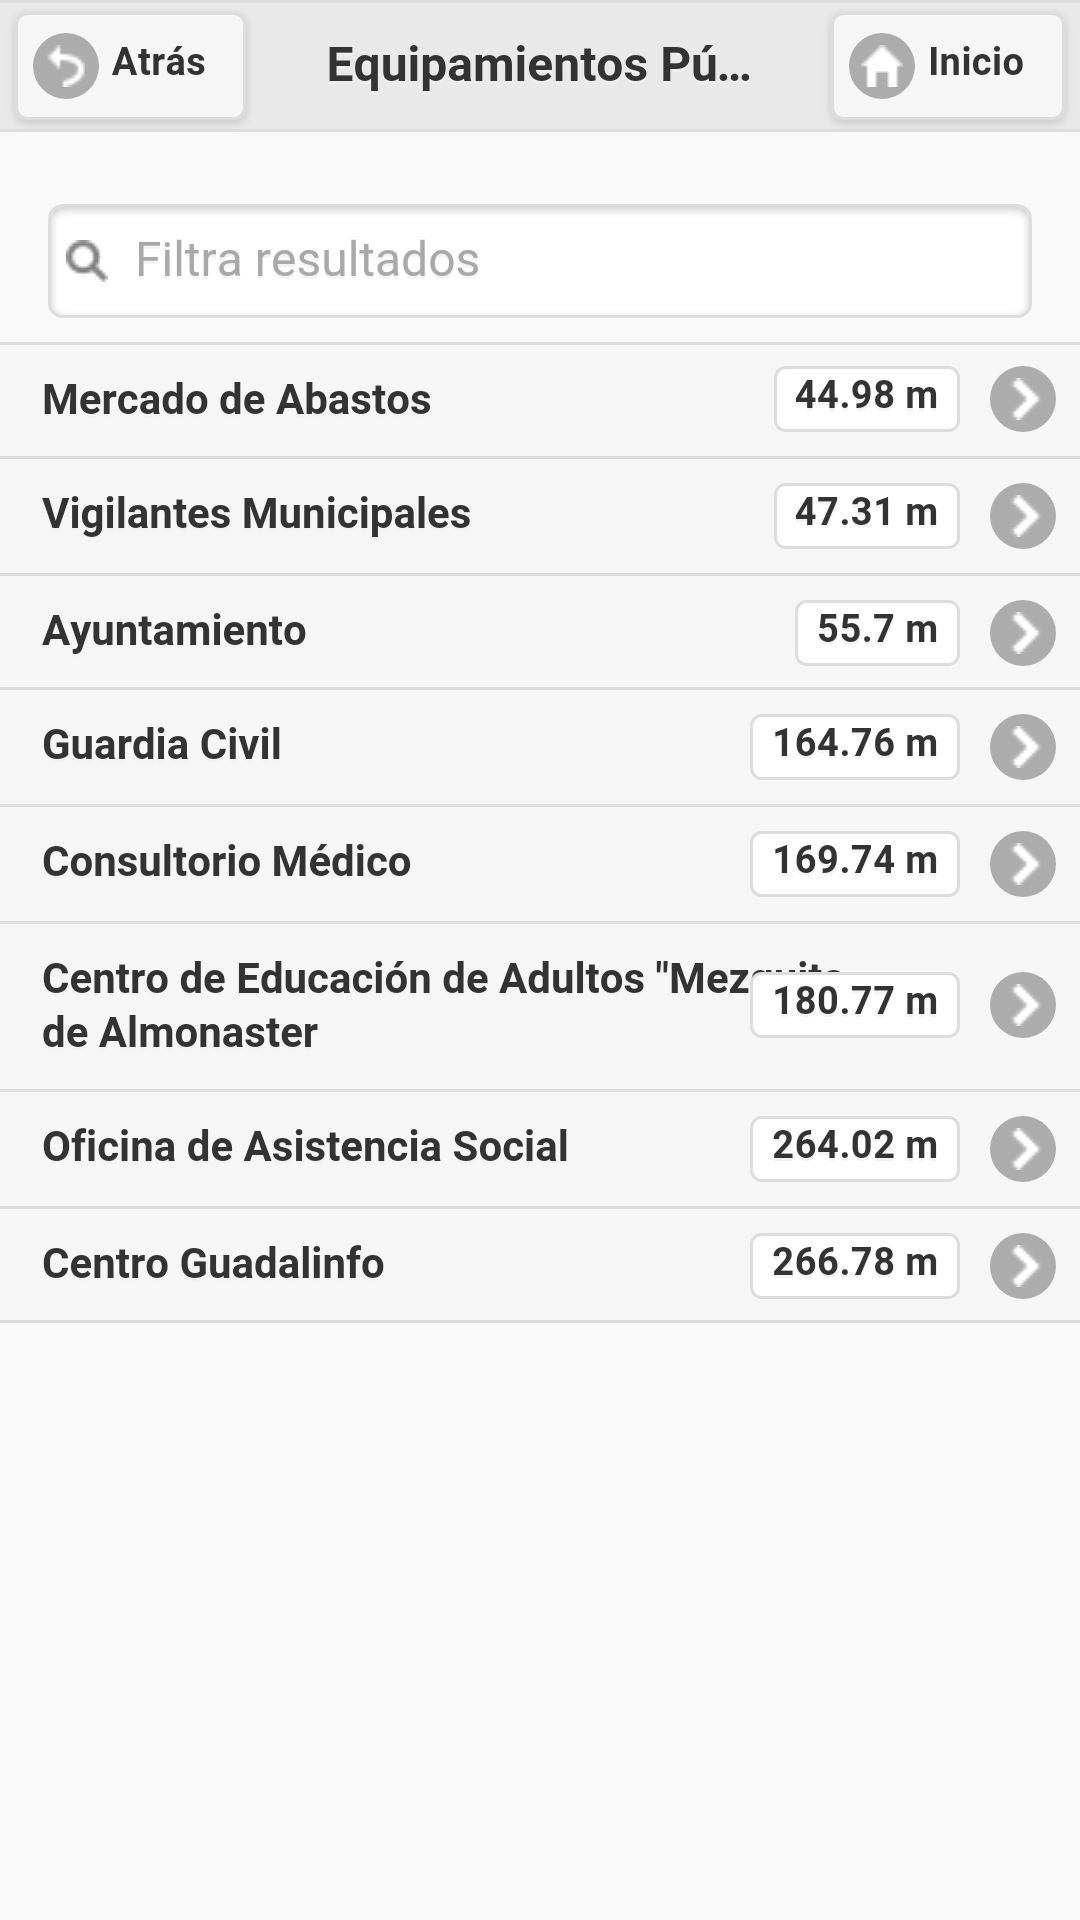 Atrás
Equipamientos Pú...
Inicio
Filtra resultados
Mercado de Abastos
44.98 m
Vigilantes Municipales
47.31 m
Ayuntamiento
55.7 m
Guardia Civil
164.76 m
Consultorio Médico
169.74 m
Centro de Educación de Adultos "Mezquita
180.77 m
de Almonaster
Oficina de Asistencia Social
264.02 m
Centro Guadalinfo
266.78 m